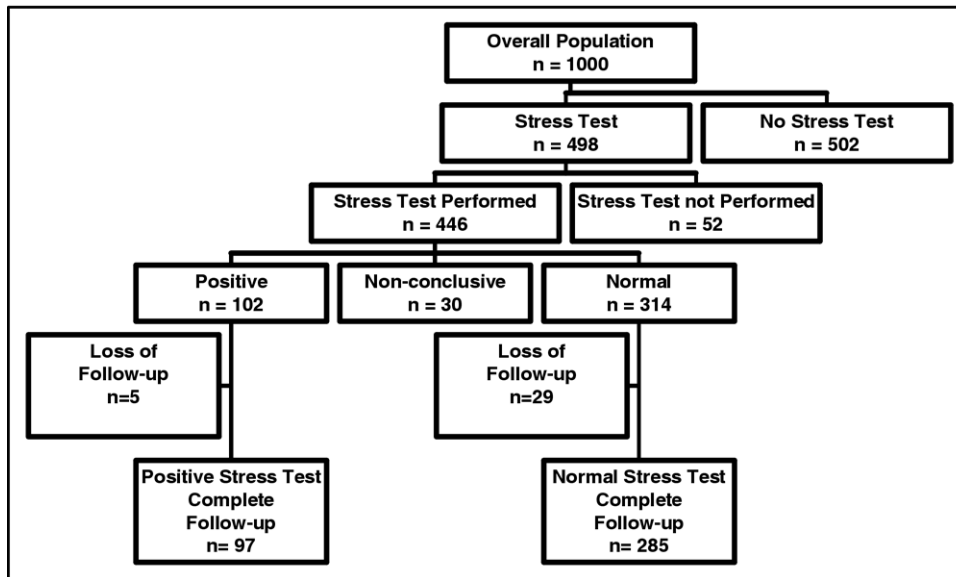 Overall Population
n = 1000
Stress Test
n = 498
No Stress Test
n = 502
Stress Test Performed
n = 446
Stress Test not Performed
n = 52
Positive
n = 102
Non-conclusive
n = 30
Normal
n = 314
Loss of
Follow-up
n=5
Loss of
Follow-up
n=29
Positive Stress Test
Complete
Follow-up
n= 97
Normal Stress Test
Complete
Follow-up
n= 285